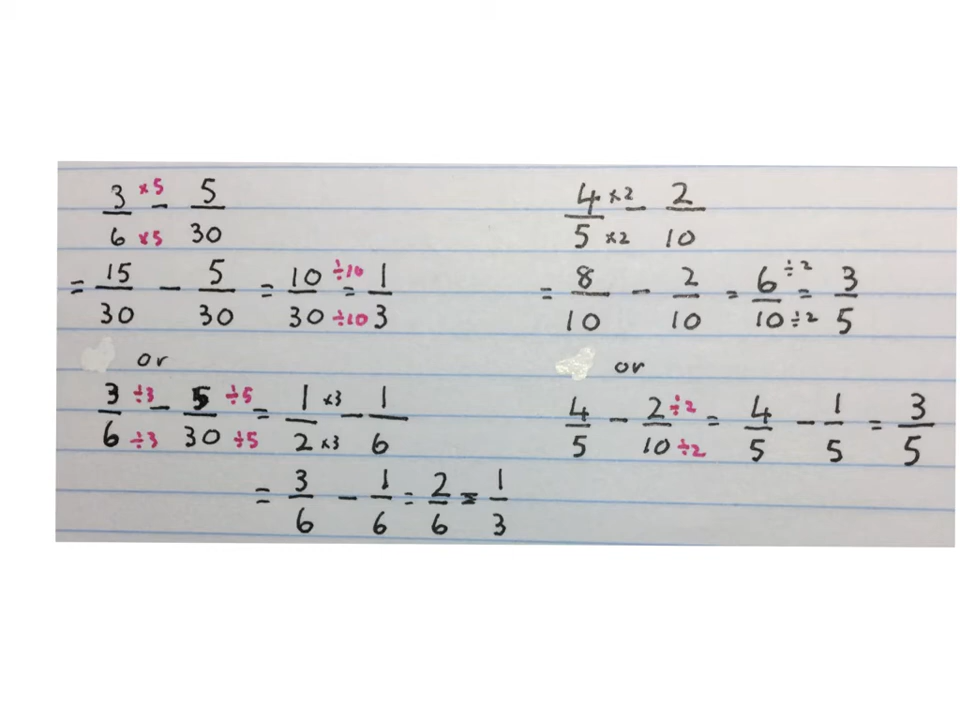 3/6 ×5 ×5 − 5/30
= 15/30 − 5/30 = 10/30 ÷10 ÷10 = 1/3
or
3/6 ÷3 ÷3 − 5/30 ÷5 ÷5 = 1/2 ×3 ×3 − 1/6
= 3/6 − 1/6 = 2/6 = 1/3
4/5 ×2 ×2 − 2/10
= 8/10 − 2/10 = 6/10 ÷2 ÷2 = 3/5
or
4/5 − 2/10 ÷2 ÷2 = 4/5 − 1/5 = 3/5